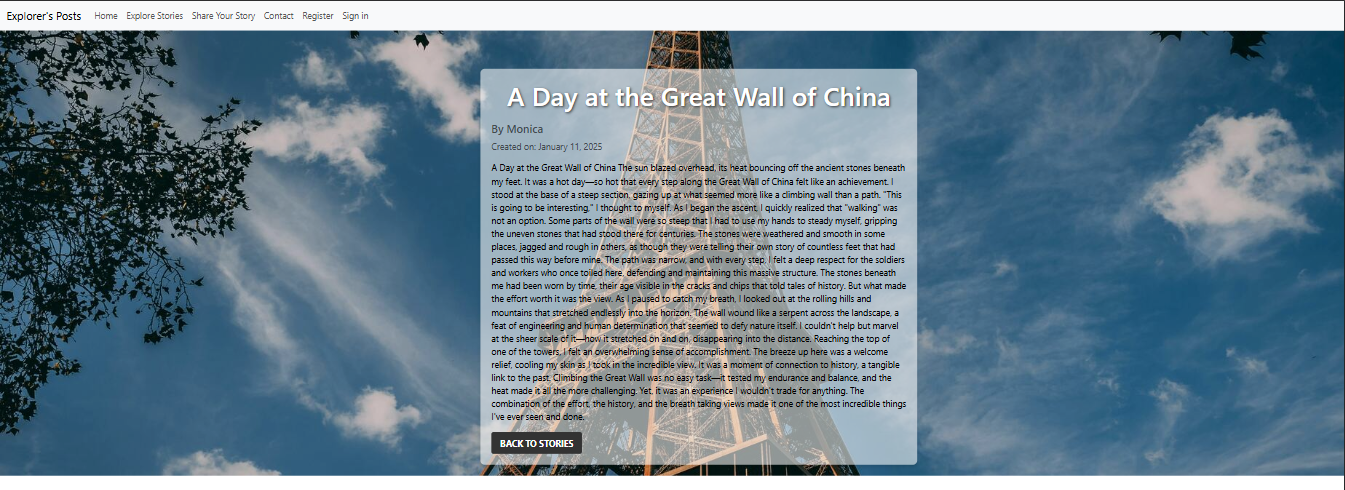 Explorer's Posts Home Explore Stories Share Your Story Contact Register Sign in
A Day at the Great Wall of China
By Monica
Created on: January 11, 2025
A Day at the Great Wall of China The sun blazed overhead, its heat bouncing off the ancient stones beneath
my feet. It was a hot day—so hot that every step along the Great Wall of China felt like an achievement. I
stood at the base of a steep section, gazing up at what seemed more like a climbing wall than a path. "This
is going to be interesting," I thought to myself. As I began the ascent, I quickly realized that "walking" was
not an option. Some parts of the wall were so steep that I had to use my hands to steady myself, gripping
the uneven stones that had stood there for centuries. The stones were weathered and smooth in some
places, jagged and rough in others, as though they were telling their own story of countless feet that had
passed this way before mine. The path was narrow, and with every step, I felt a deep respect for the soldiers
and workers who once toiled here, defending and maintaining this massive structure. The stones beneath
me had been worn by time, their age visible in the cracks and chips that told tales of history. But what made
the effort worth it was the view. As I paused to catch my breath, I looked out at the rolling hills and
mountains that stretched endlessly into the horizon. The wall wound like a serpent across the landscape, a
feat of engineering and human determination that seemed to defy nature itself. I couldn't help but marvel
at the sheer scale of it—how it stretched on and on, disappearing into the distance. Reaching the top of
one of the towers, I felt an overwhelming sense of accomplishment. The breeze up here was a welcome
relief, cooling my skin as I took in the incredible view. It was a moment of connection to history, a tangible
link to the past. Climbing the Great Wall was no easy task—it tested my endurance and balance, and the
heat made it all the more challenging. Yet, it was an experience I wouldn't trade for anything. The
combination of the effort, the history, and the breath taking views made it one of the most incredible things
I've ever seen and done.
BACK TO STORIES